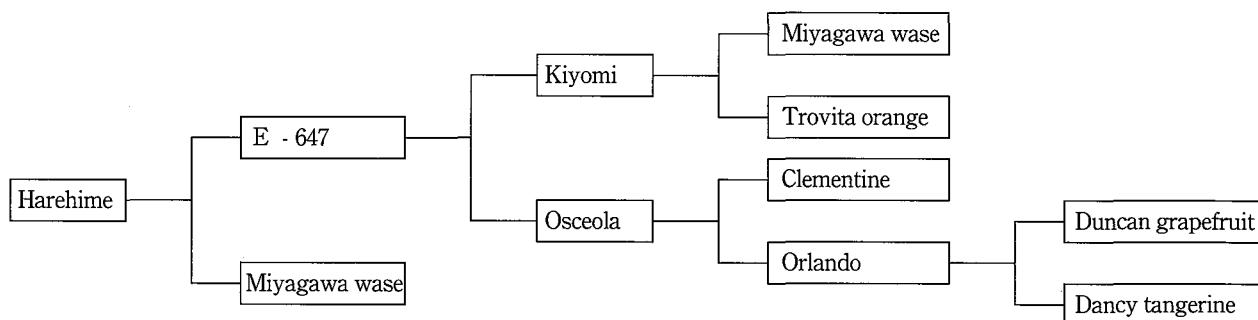 Miyagawa wase
Kiyomi
Trovita orange
E - 647
Harehime
Clementine
Osceola
Duncan grapefruit
Orlando
Miyagawa wase
Dancy tangerine